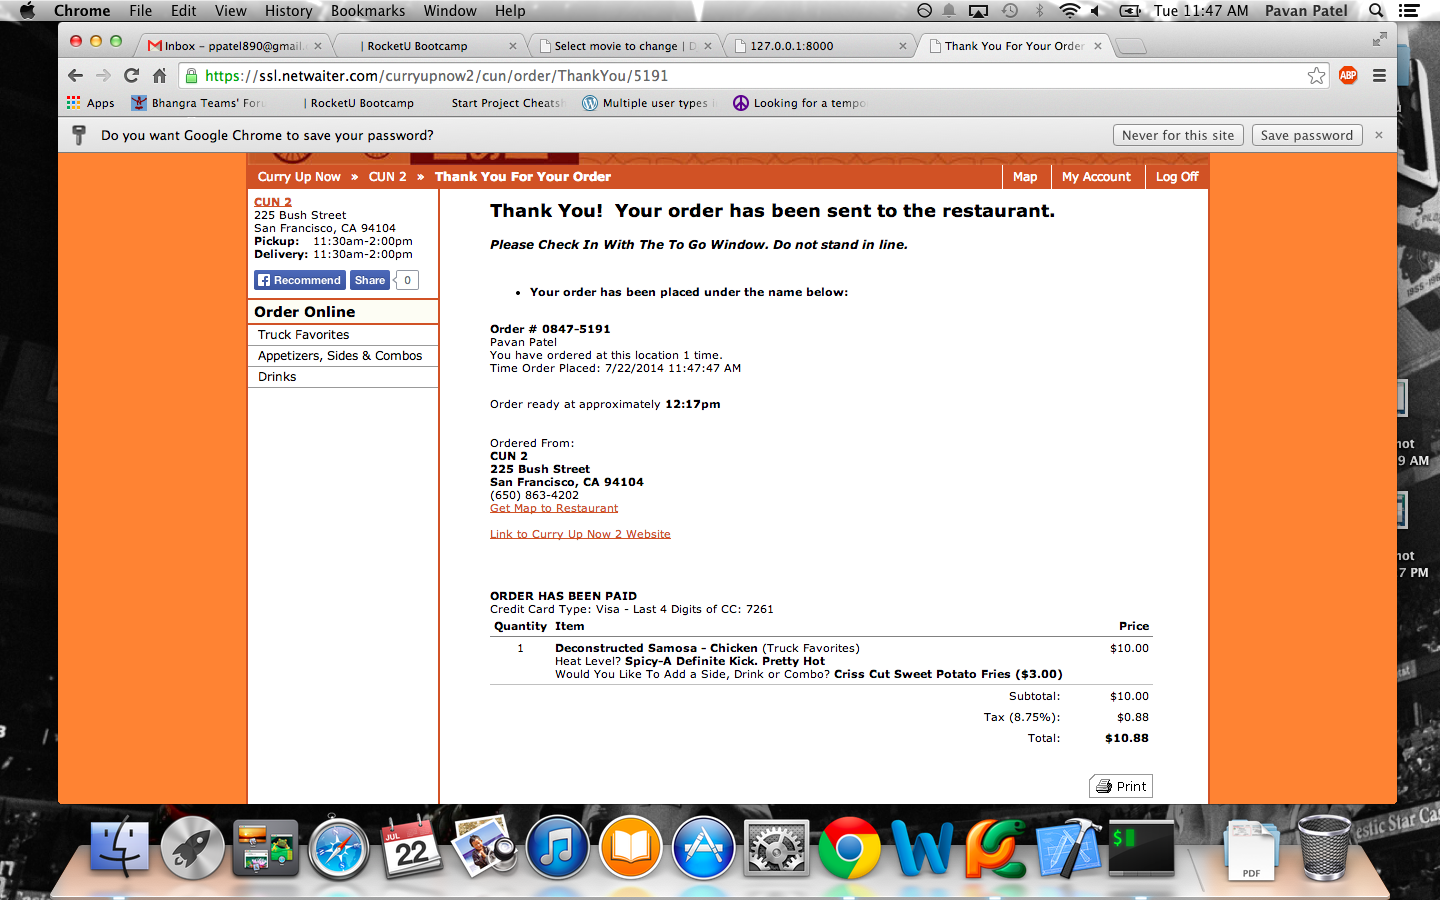 Chrome File Edit View History Bookmarks Window Help Tue 11:47 AM Pavan Patel
Inbox - ppatel890@gmail. | RocketU Bootcamp Select movie to change | D 127.0.0.1:8000 Thank You For Your Order
https://ssl.netwaiter.com/curryupnow2/cun/order/ThankYou/5191 ABP
Apps Bhangra Teams' Foru | RocketU Bootcamp Start Project Cheatsh Multiple user types i Looking for a tempo
Do you want Google Chrome to save your password? Never for this site Save password
Curry Up Now » CUN 2 » Thank You For Your Order Map My Account Log Off
CUN 2
225 Bush Street
San Francisco, CA 94104
Pickup: 11:30am-2:00pm
Delivery: 11:30am-2:00pm
Recommend Share 0
Order Online
Truck Favorites
Appetizers, Sides & Combos
Drinks
Thank You! Your order has been sent to the restaurant.
Please Check In With The To Go Window. Do not stand in line.
• Your order has been placed under the name below:
Order # 0847-5191
Pavan Patel
You have ordered at this location 1 time.
Time Order Placed: 7/22/2014 11:47:47 AM
Order ready at approximately 12:17pm
Ordered From:
CUN 2
225 Bush Street
San Francisco, CA 94104
(650) 863-4202
Get Map to Restaurant
Link to Curry Up Now 2 Website
ORDER HAS BEEN PAID
Credit Card Type: Visa - Last 4 Digits of CC: 7261
Quantity Item Price
1 Deconstructed Samosa - Chicken (Truck Favorites) $10.00
Heat Level? Spicy-A Definite Kick. Pretty Hot
Would You Like To Add a Side, Drink or Combo? Criss Cut Sweet Potato Fries ($3.00)
Subtotal: $10.00
Tax (8.75%): $0.88
Total: $10.88
Print
not
9 AM
not
7 PM
JUL
22
PDF